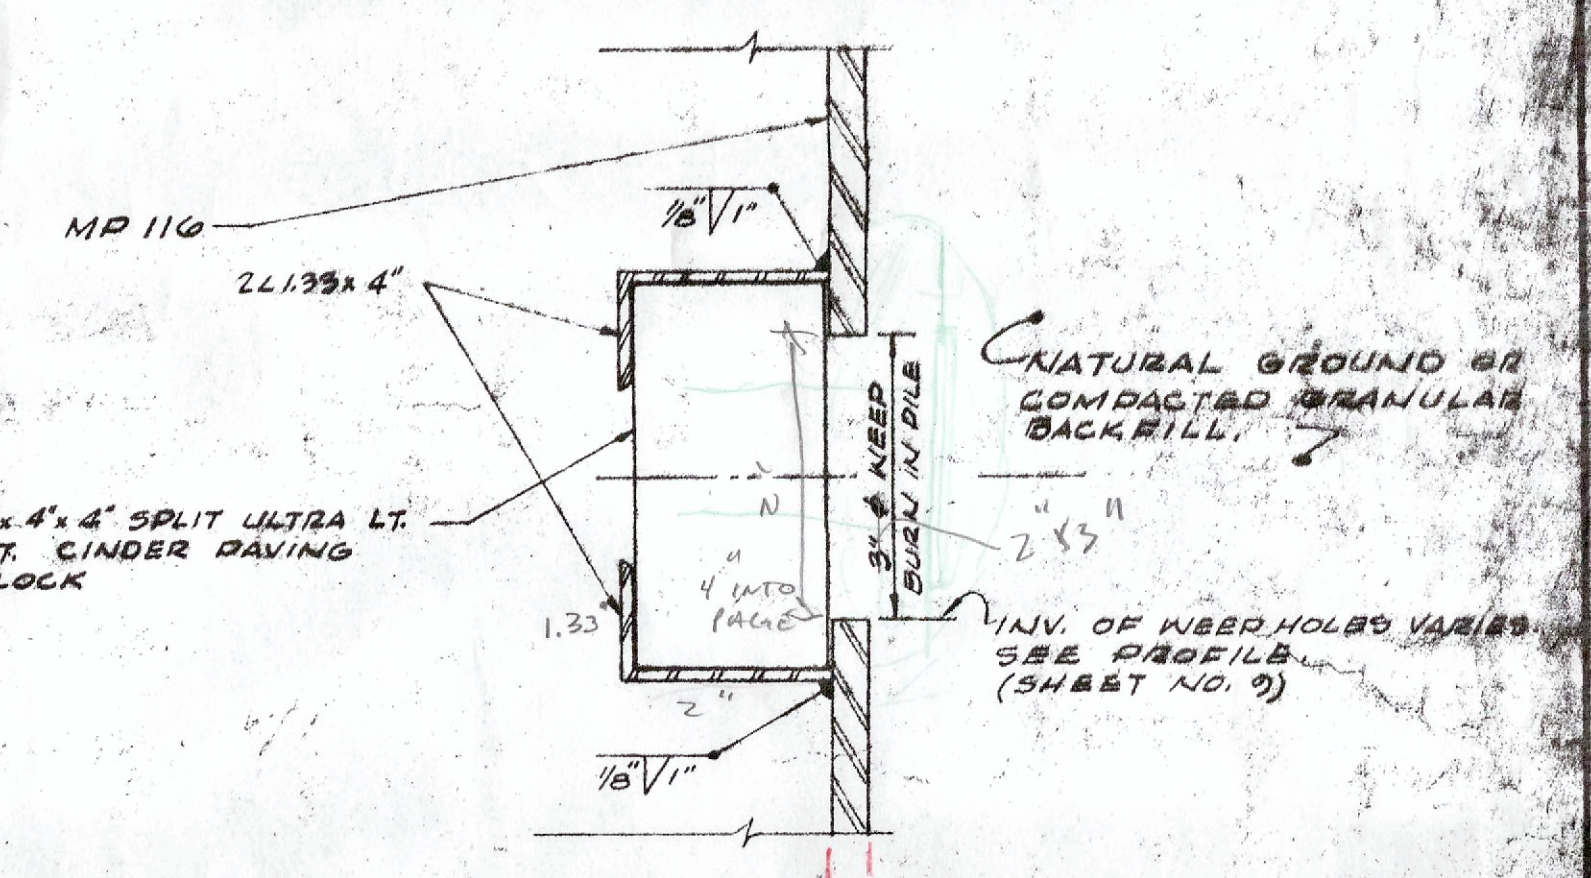 MP 116
1/8" 1"
2L1.33x 4"
NATURAL GROUND OR
COMPACTED GRANULAR
BACKFILL.
3" ϕ WEEP
BURN IN PILE
x 4"x 4" SPLIT ULTRA LT.
T. CINDER PAVING
LOCK
2" x3"
4" INTO
PAGE
1.33"
2"
INV. OF WEEP HOLES VARIES
SEE PROFILE
(SHEET NO. 9)
1/8" 1"